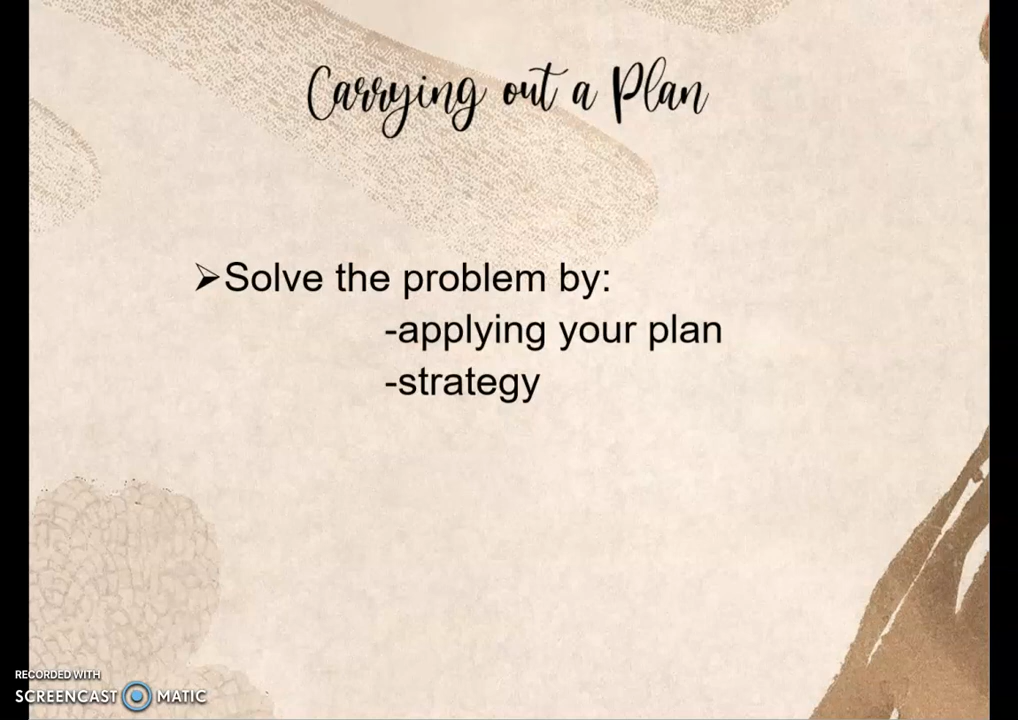 Carrying out a Plan
➢Solve the problem by:
-applying your plan
-strategy
RECORDED WITH
SCREENCAST MATIC